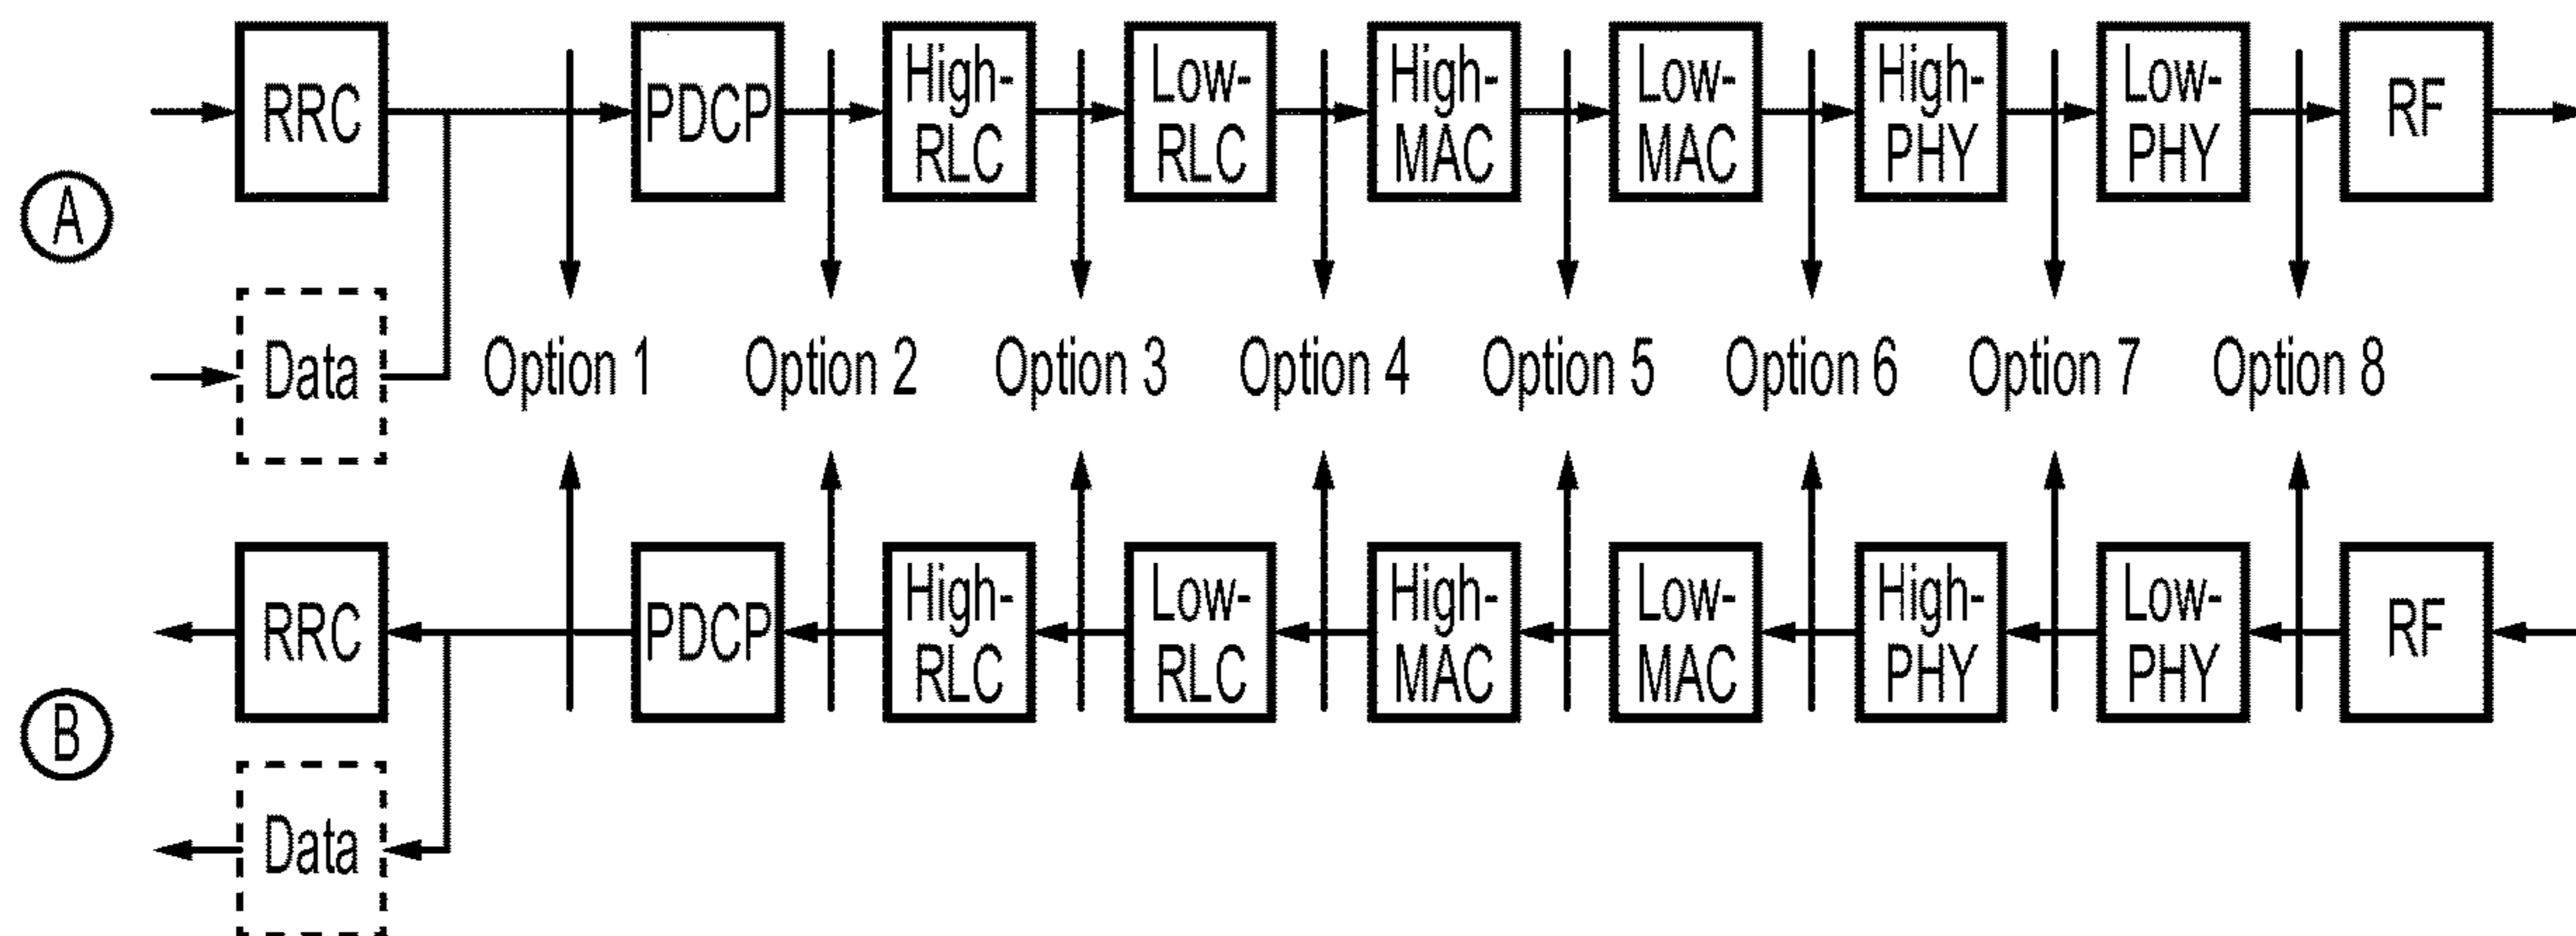 RRC
PDCP
High-
RLC
Low-
RLC
High-
MAC
Low-
MAC
High-
PHY
Low-
PHY
RF
A
Data
Option 1
Option 2
Option 3
Option 4
Option 5
Option 6
Option 7
Option 8
RRC
PDCP
High-
RLC
Low-
RLC
High-
MAC
Low-
MAC
High-
PHY
Low-
PHY
RF
B
Data